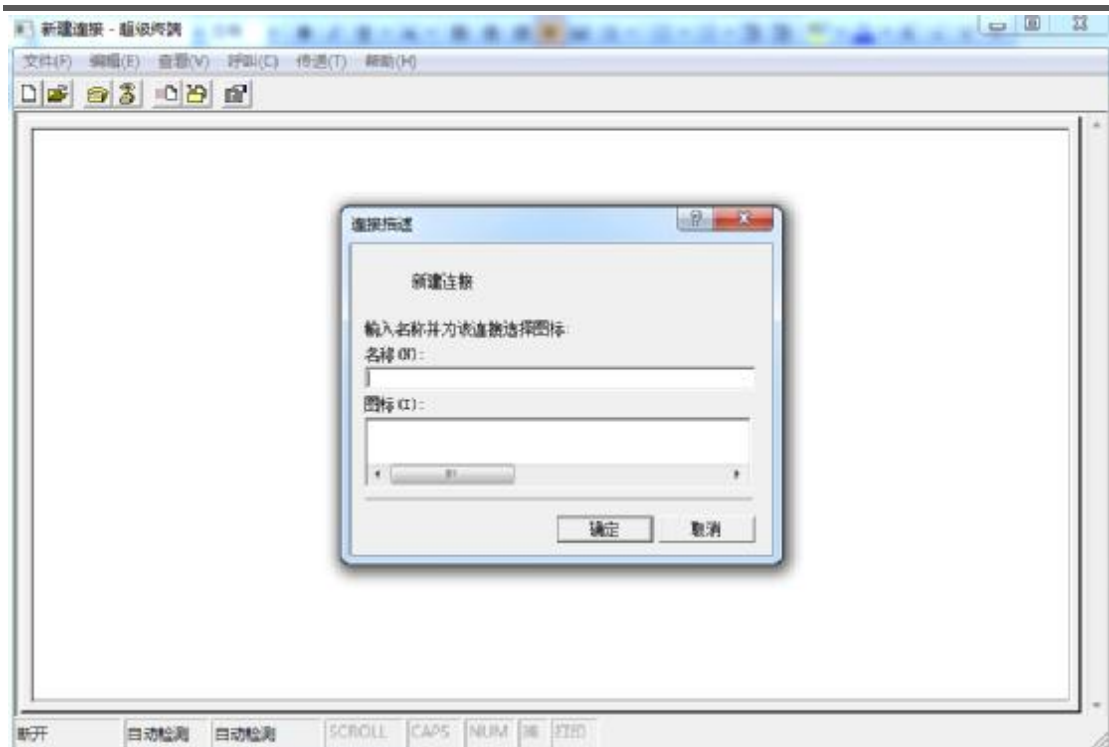 新建连接 - 超级终端
文件(F) 编辑(E) 查看(V) 呼叫(C) 传送(T) 帮助(H)
连接描述
新建连接
输入名称并为该连接选择图标:
名称(N):
图标(I):
确定 取消
断开 自动检测 自动检测 SCROLL CAPS NUM 捕 打印